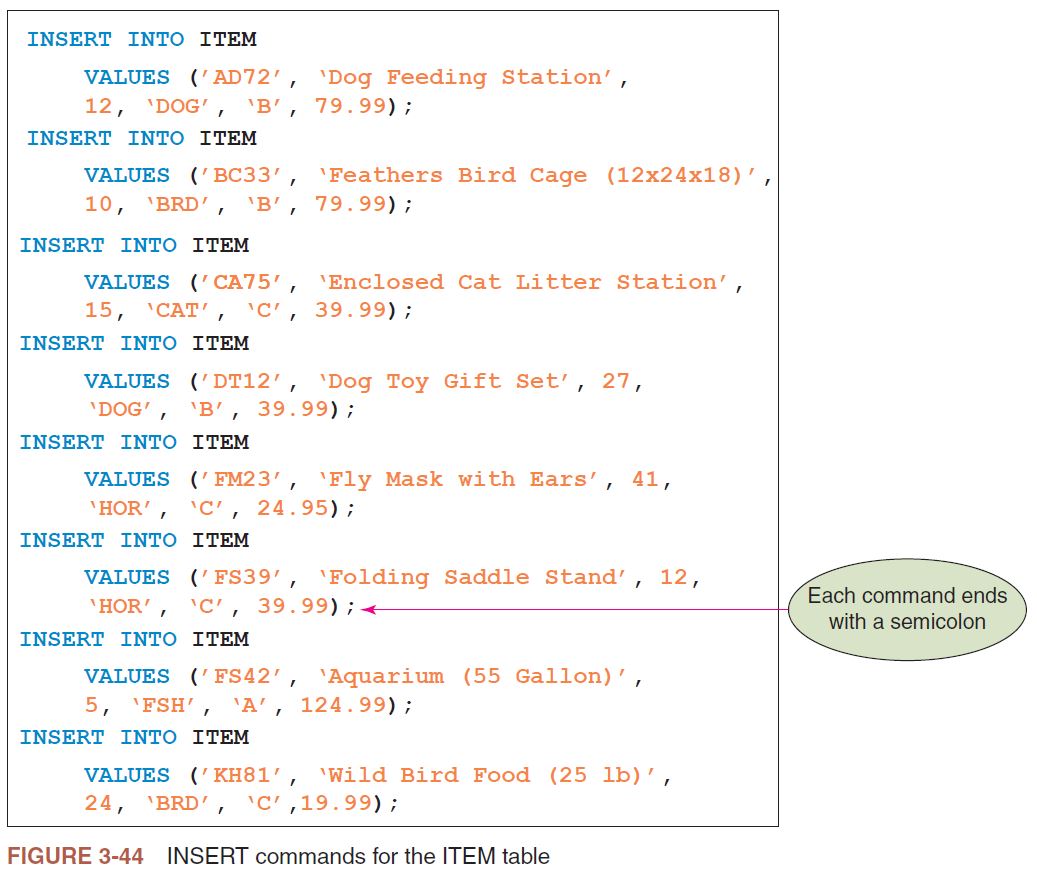 INSERT INTO ITEM
VALUES (’AD72’, ‘Dog Feeding Station’,
12, ‘DOG’, ‘B’, 79.99);
INSERT INTO ITEM
VALUES (’BC33’, ‘Feathers Bird Cage (12x24x18)’,
10, ‘BRD’, ‘B’, 79.99);
INSERT INTO ITEM
VALUES (’CA75’, ‘Enclosed Cat Litter Station’,
15, ‘CAT’, ‘C’, 39.99);
INSERT INTO ITEM
VALUES (’DT12’, ‘Dog Toy Gift Set’, 27,
‘DOG’, ‘B’, 39.99);
INSERT INTO ITEM
VALUES (’FM23’, ‘Fly Mask with Ears’, 41,
‘HOR’, ‘C’, 24.95);
INSERT INTO ITEM
VALUES (’FS39’, ‘Folding Saddle Stand’, 12,
‘HOR’, ‘C’, 39.99);
Each command ends
with a semicolon
INSERT INTO ITEM
VALUES (’FS42’, ‘Aquarium (55 Gallon)’,
5, ‘FSH’, ‘A’, 124.99);
INSERT INTO ITEM
VALUES (’KH81’, ‘Wild Bird Food (25 lb)’,
24, ‘BRD’, ‘C’,19.99);
FIGURE 3-44 INSERT commands for the ITEM table